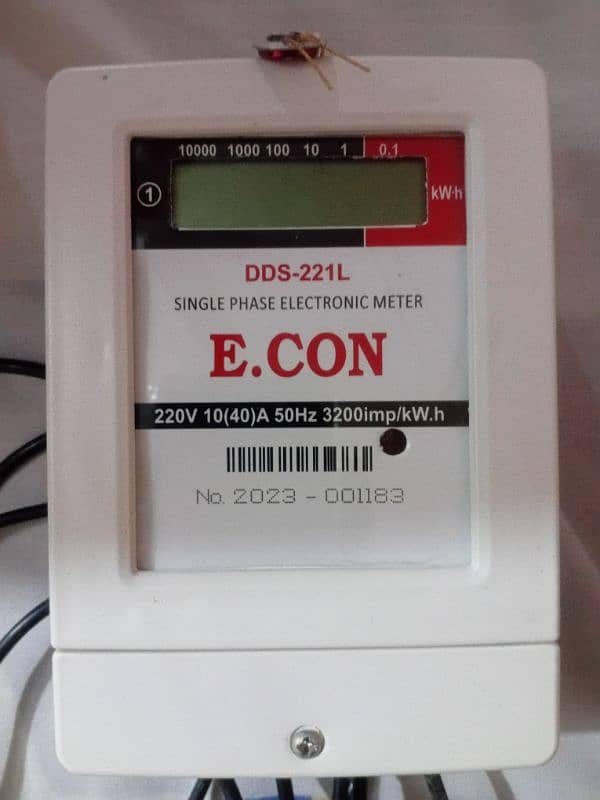 10000 1000 100 10 1 0.1
1 kW·h
DDS-221L
SINGLE PHASE ELECTRONIC METER
E.CON
220V 10(40)A 50Hz 3200imp/kW.h
No. 2023 - 001183